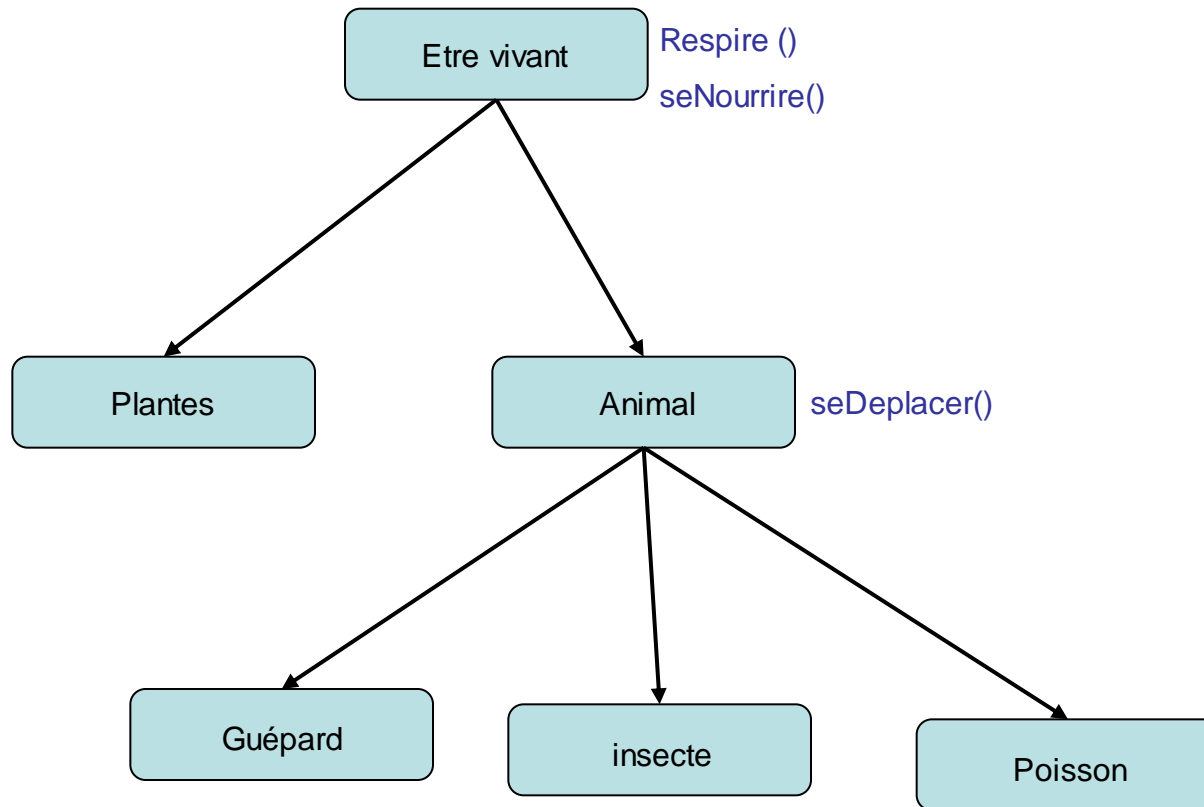 Etre vivant
Respire ()
seNourrire()
Plantes
Animal
seDeplacer()
Guépard
insecte
Poisson